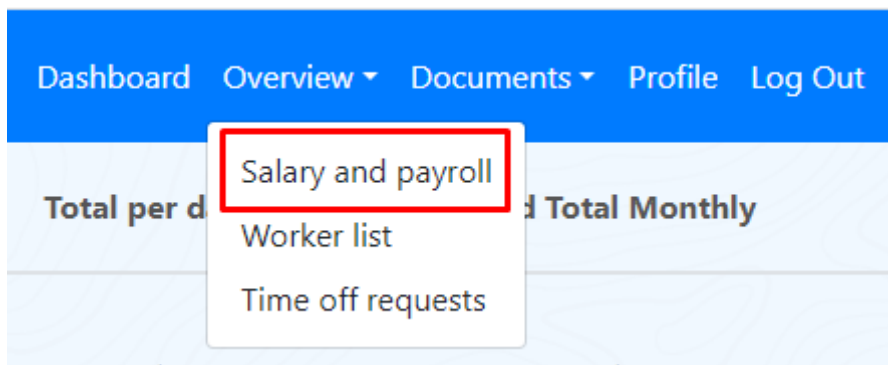 Dashboard Overview Documents Profile Log Out
Salary and payroll
Total per d
d Total Monthly
Worker list
Time off requests